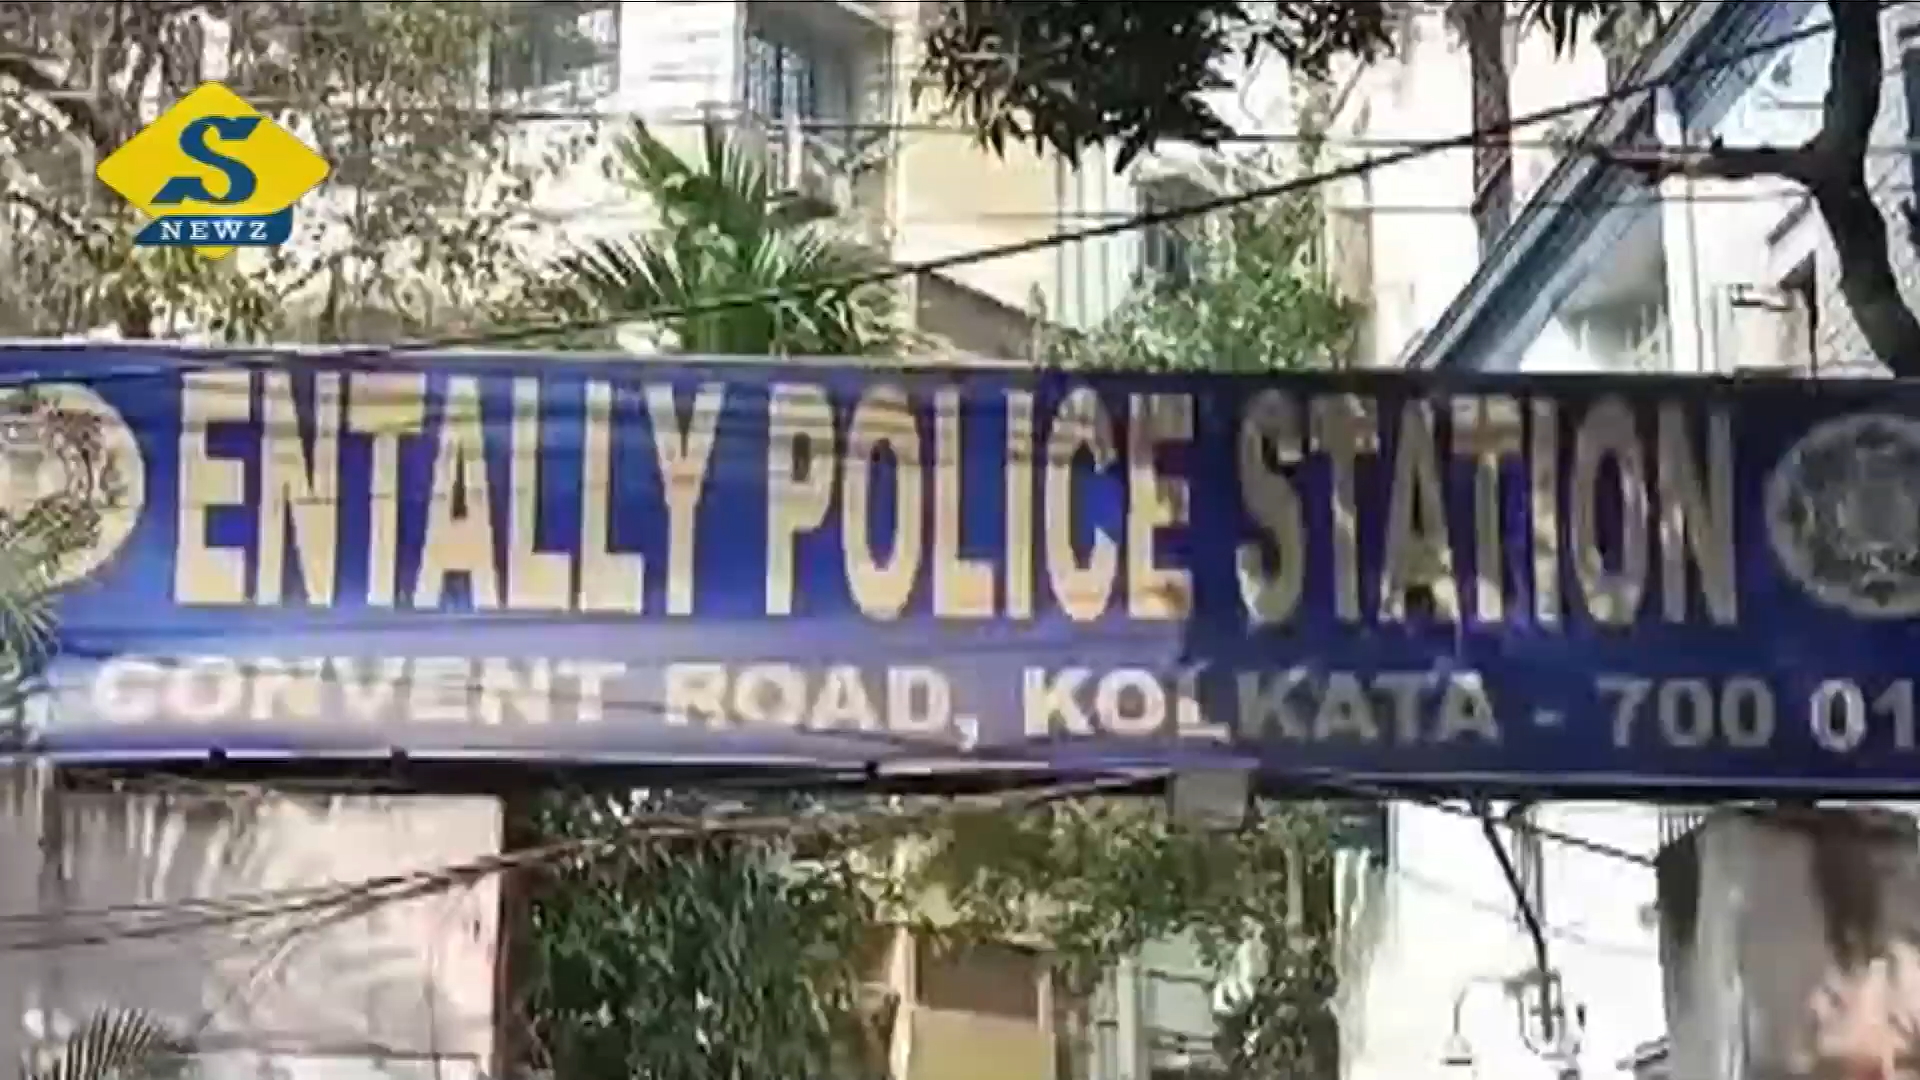 S
NEWZ
ENTALLY POLICE STATION
CONVENT ROAD, KOLKATA - 700 01